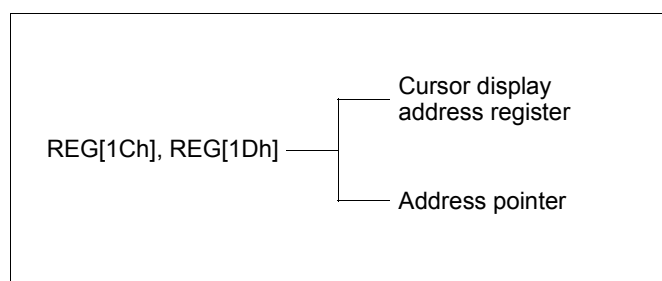 Cursor display
address register
REG[1Ch], REG[1Dh]
Address pointer